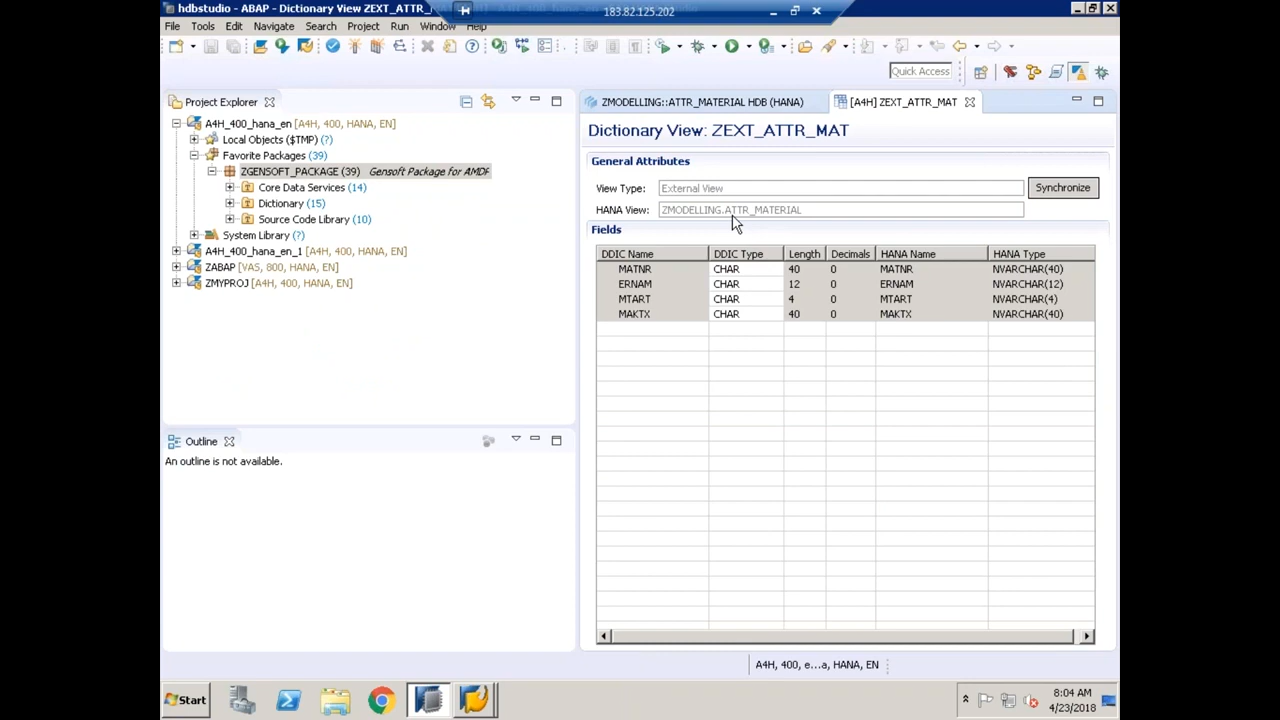 hdbstudio - ABAP - Dictionary View ZEXT_ATTR_
183.82.125.202
File Edit Navigate Search Project Run Window Help
Quick Access
Project Explorer
A4H_400_hana_en [A4H, 400, HANA, EN]
Local Objects ($TMP) (?)
Favorite Packages (39)
ZGENSOFT_PACKAGE (39) Gensoft Package for AMDP
Core Data Services (14)
Dictionary (15)
Source Code Library (10)
System Library (?)
A4H_400_hana_en_1 [A4H, 400, HANA, EN]
ZABAP [VAS, 800, HANA, EN]
ZMYPROJ [A4H, 400, HANA, EN]
Outline
An outline is not available.
ZMODELLING::ATTR_MATERIAL HDB (HANA)
[A4H] ZEXT_ATTR_MAT
Dictionary View: ZEXT_ATTR_MAT
General Attributes
View Type: External View
Synchronize
HANA View: ZMODELLING.ATTR_MATERIAL
Fields
DDIC Name DDIC Type Length Decimals HANA Name HANA Type
MATNR CHAR 40 0 MATNR NVARCHAR(40)
ERNAM CHAR 12 0 ERNAM NVARCHAR(12)
MTART CHAR 4 0 MTART NVARCHAR(4)
MAKTX CHAR 40 0 MAKTX NVARCHAR(40)
A4H, 400, e...a, HANA, EN
Start
8:04 AM
4/23/2018